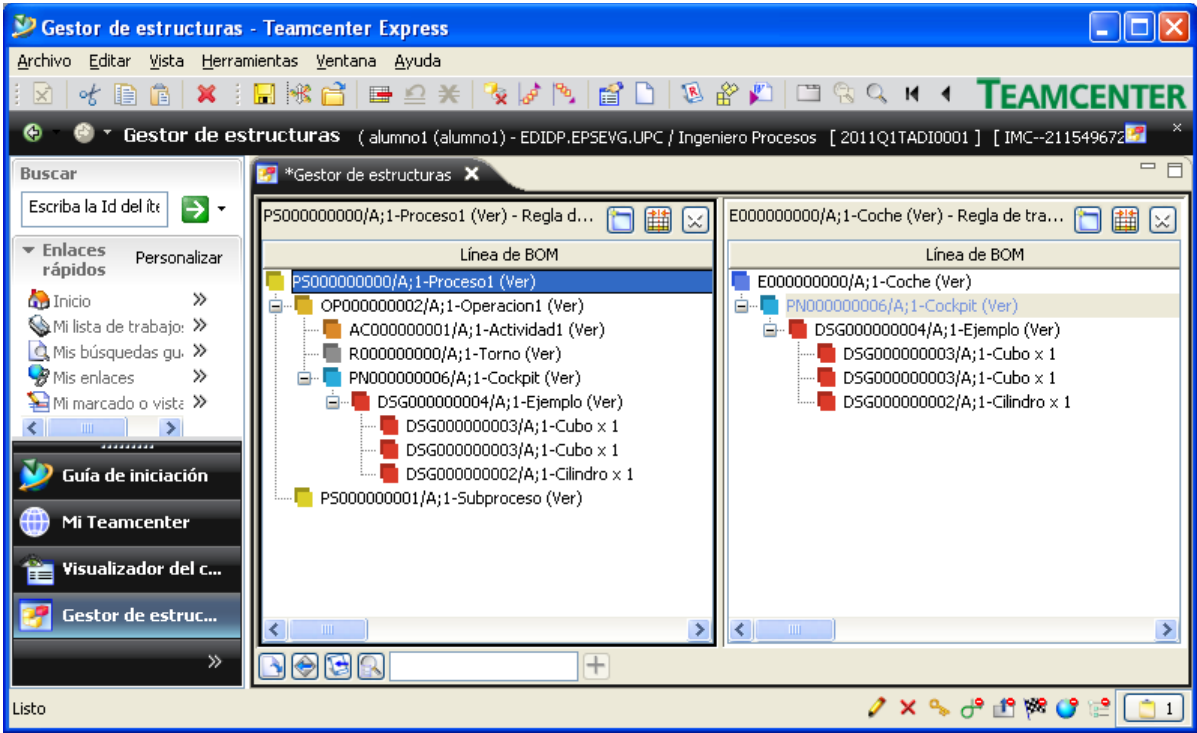 Gestor de estructuras - Teamcenter Express
Archivo Editar Vista Herramientas Ventana Ayuda
TEAMCENTER
Gestor de estructuras ( alumno1 (alumno1) - EDIDP.EPSEVG.UPC / Ingeniero Procesos [ 2011Q1TADI0001 ] [ IMC--211549672
Buscar
Escriba la Id del íte
Enlaces rápidos
Personalizar
Inicio
Mi lista de trabajo:
Mis búsquedas gu.
Mis enlaces
Mi marcado o vista
Guía de iniciación
Mi Teamcenter
Visualizador del c...
Gestor de estruc...
*Gestor de estructuras
PS000000000/A;1-Proceso1 (Ver) - Regla d...
Línea de BOM
PS000000000/A;1-Proceso1 (Ver)
OP000000002/A;1-Operacion1 (Ver)
AC000000001/A;1-Actividad1 (Ver)
R000000000/A;1-Torno (Ver)
PN000000006/A;1-Cockpit (Ver)
DSG000000004/A;1-Ejemplo (Ver)
DSG000000003/A;1-Cubo x 1
DSG000000003/A;1-Cubo x 1
DSG000000002/A;1-Cilindro x 1
PS000000001/A;1-Subproceso (Ver)
E000000000/A;1-Coche (Ver) - Regla de tra...
Línea de BOM
E000000000/A;1-Coche (Ver)
PN000000006/A;1-Cockpit (Ver)
DSG000000004/A;1-Ejemplo (Ver)
DSG000000003/A;1-Cubo x 1
DSG000000003/A;1-Cubo x 1
DSG000000002/A;1-Cilindro x 1
Listo
1